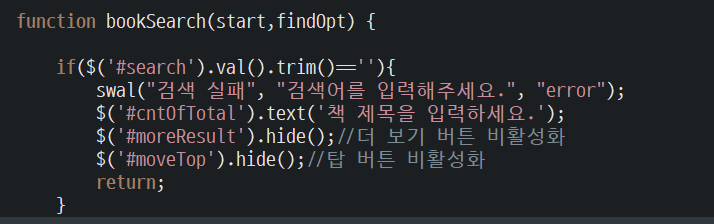 function bookSearch(start,findOpt) {
if($('#search').val().trim()==''){
swal("검색 실패", "검색어를 입력해주세요.", "error");
$('#cntOfTotal').text('책 제목을 입력하세요.');
$('#moreResult').hide();//더 보기 버튼 비활성화
$('#moveTop').hide();//탑 버튼 비활성화
return;
}